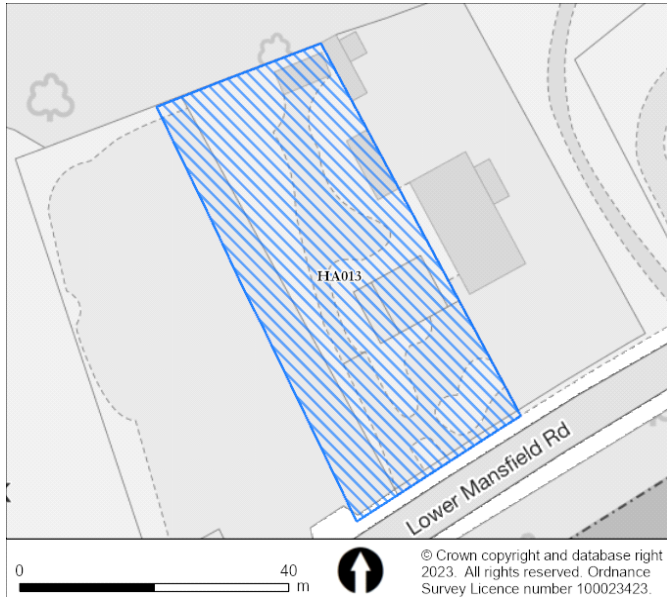 HA013
Lower Mansfield Rd
0
40
m
© Crown copyright and database right
2023. All rights reserved. Ordnance
Survey Licence number 100023423.